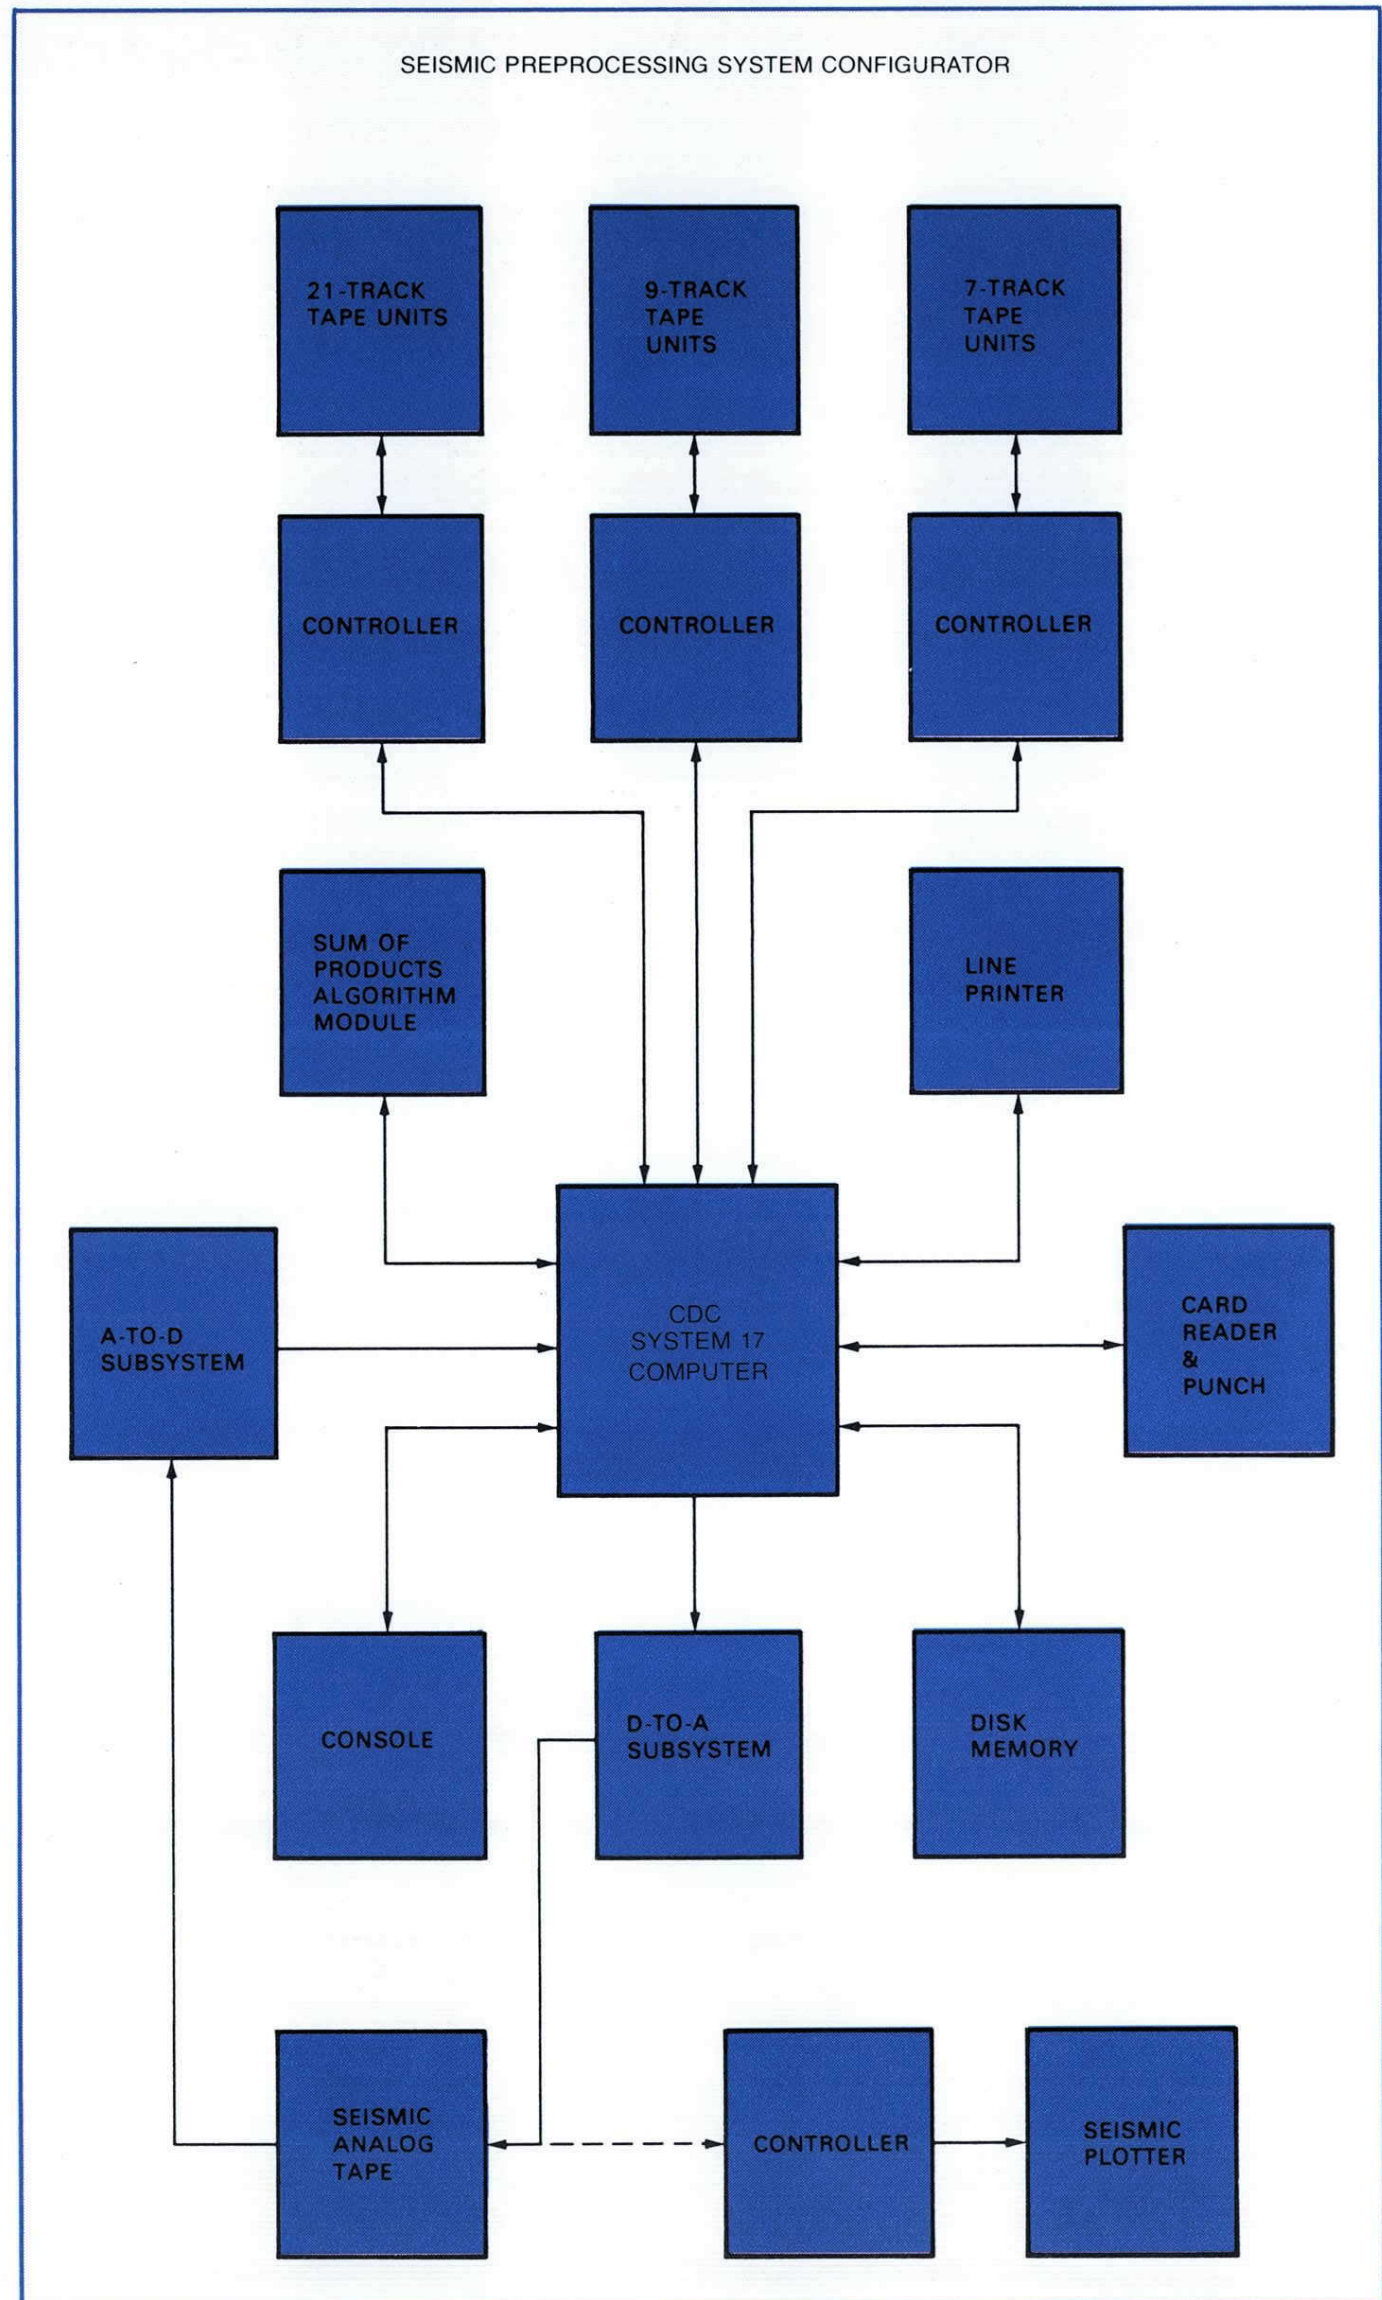 SEISMIC PREPROCESSING SYSTEM CONFIGURATOR
21-TRACK
TAPE UNITS
9-TRACK
TAPE
UNITS
7-TRACK
TAPE
UNITS
CONTROLLER
CONTROLLER
CONTROLLER
SUM OF
PRODUCTS
ALGORITHM
MODULE
LINE
PRINTER
A-TO-D
SUBSYSTEM
CDC
SYSTEM 17
COMPUTER
CARD
READER
&
PUNCH
CONSOLE
D-TO-A
SUBSYSTEM
DISK
MEMORY
SEISMIC
ANALOG
TAPE
CONTROLLER
SEISMIC
PLOTTER